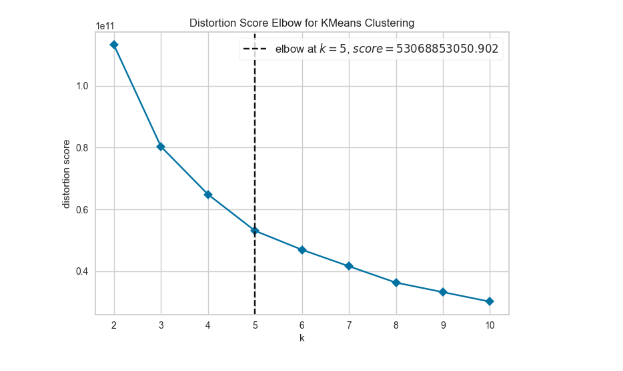 Distortion Score Elbow for KMeans Clustering
1e11
elbow at k = 5, score = 53068853050.902
1.0
0.8
0.6
0.4
distortion score
2 3 4 5 6 7 8 9 10
k